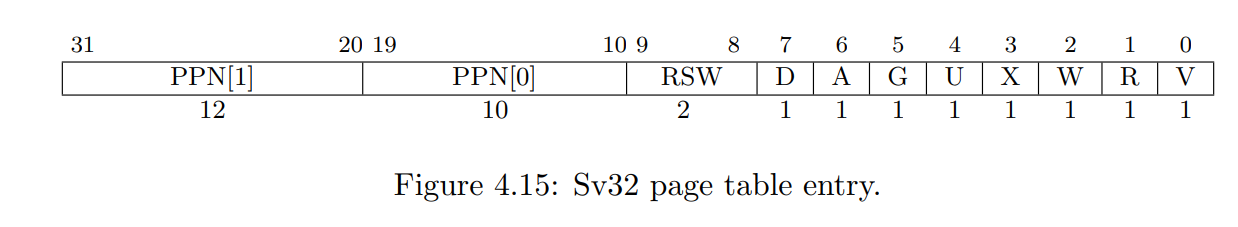 31 20 19 10 9 8 7 6 5 4 3 2 1 0
PPN[1] PPN[0] RSW D A G U X W R V
12 10 2 1 1 1 1 1 1 1 1
Figure 4.15: Sv32 page table entry.